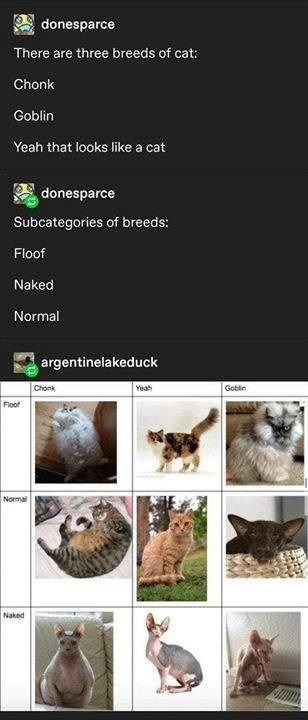 donesparce
There are three breeds of cat:
Chonk
Goblin
Yeah that looks like a cat
donesparce
Subcategories of breeds:
Floof
Naked
Normal
argentinelakeduck
Chonk Yeah Goblin
Floof
Normal
Naked